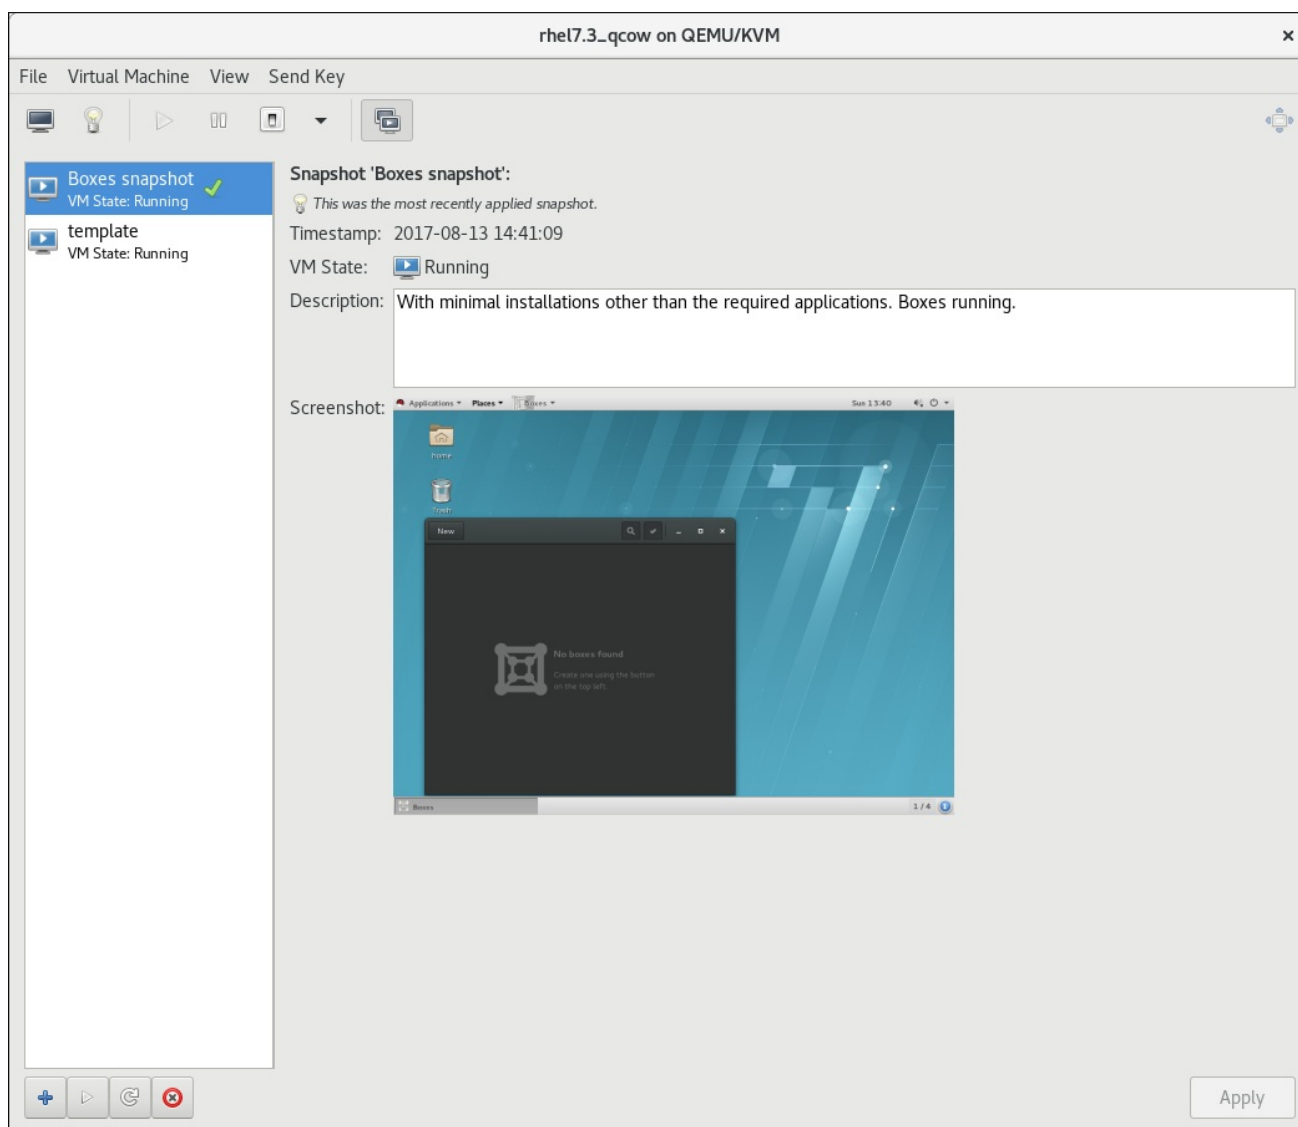 rhel7.3_qcow on QEMU/KVM
File Virtual Machine View Send Key
Boxes snapshot
VM State: Running
template
VM State: Running
Snapshot 'Boxes snapshot':
This was the most recently applied snapshot.
Timestamp: 2017-08-13 14:41:09
VM State: Running
Description: With minimal installations other than the required applications. Boxes running.
Screenshot:
Applications Places Boxes Sun 13:40
home
Trash
New
No boxes found
Create one using the button
on the top left.
Boxes 1 / 4
Apply